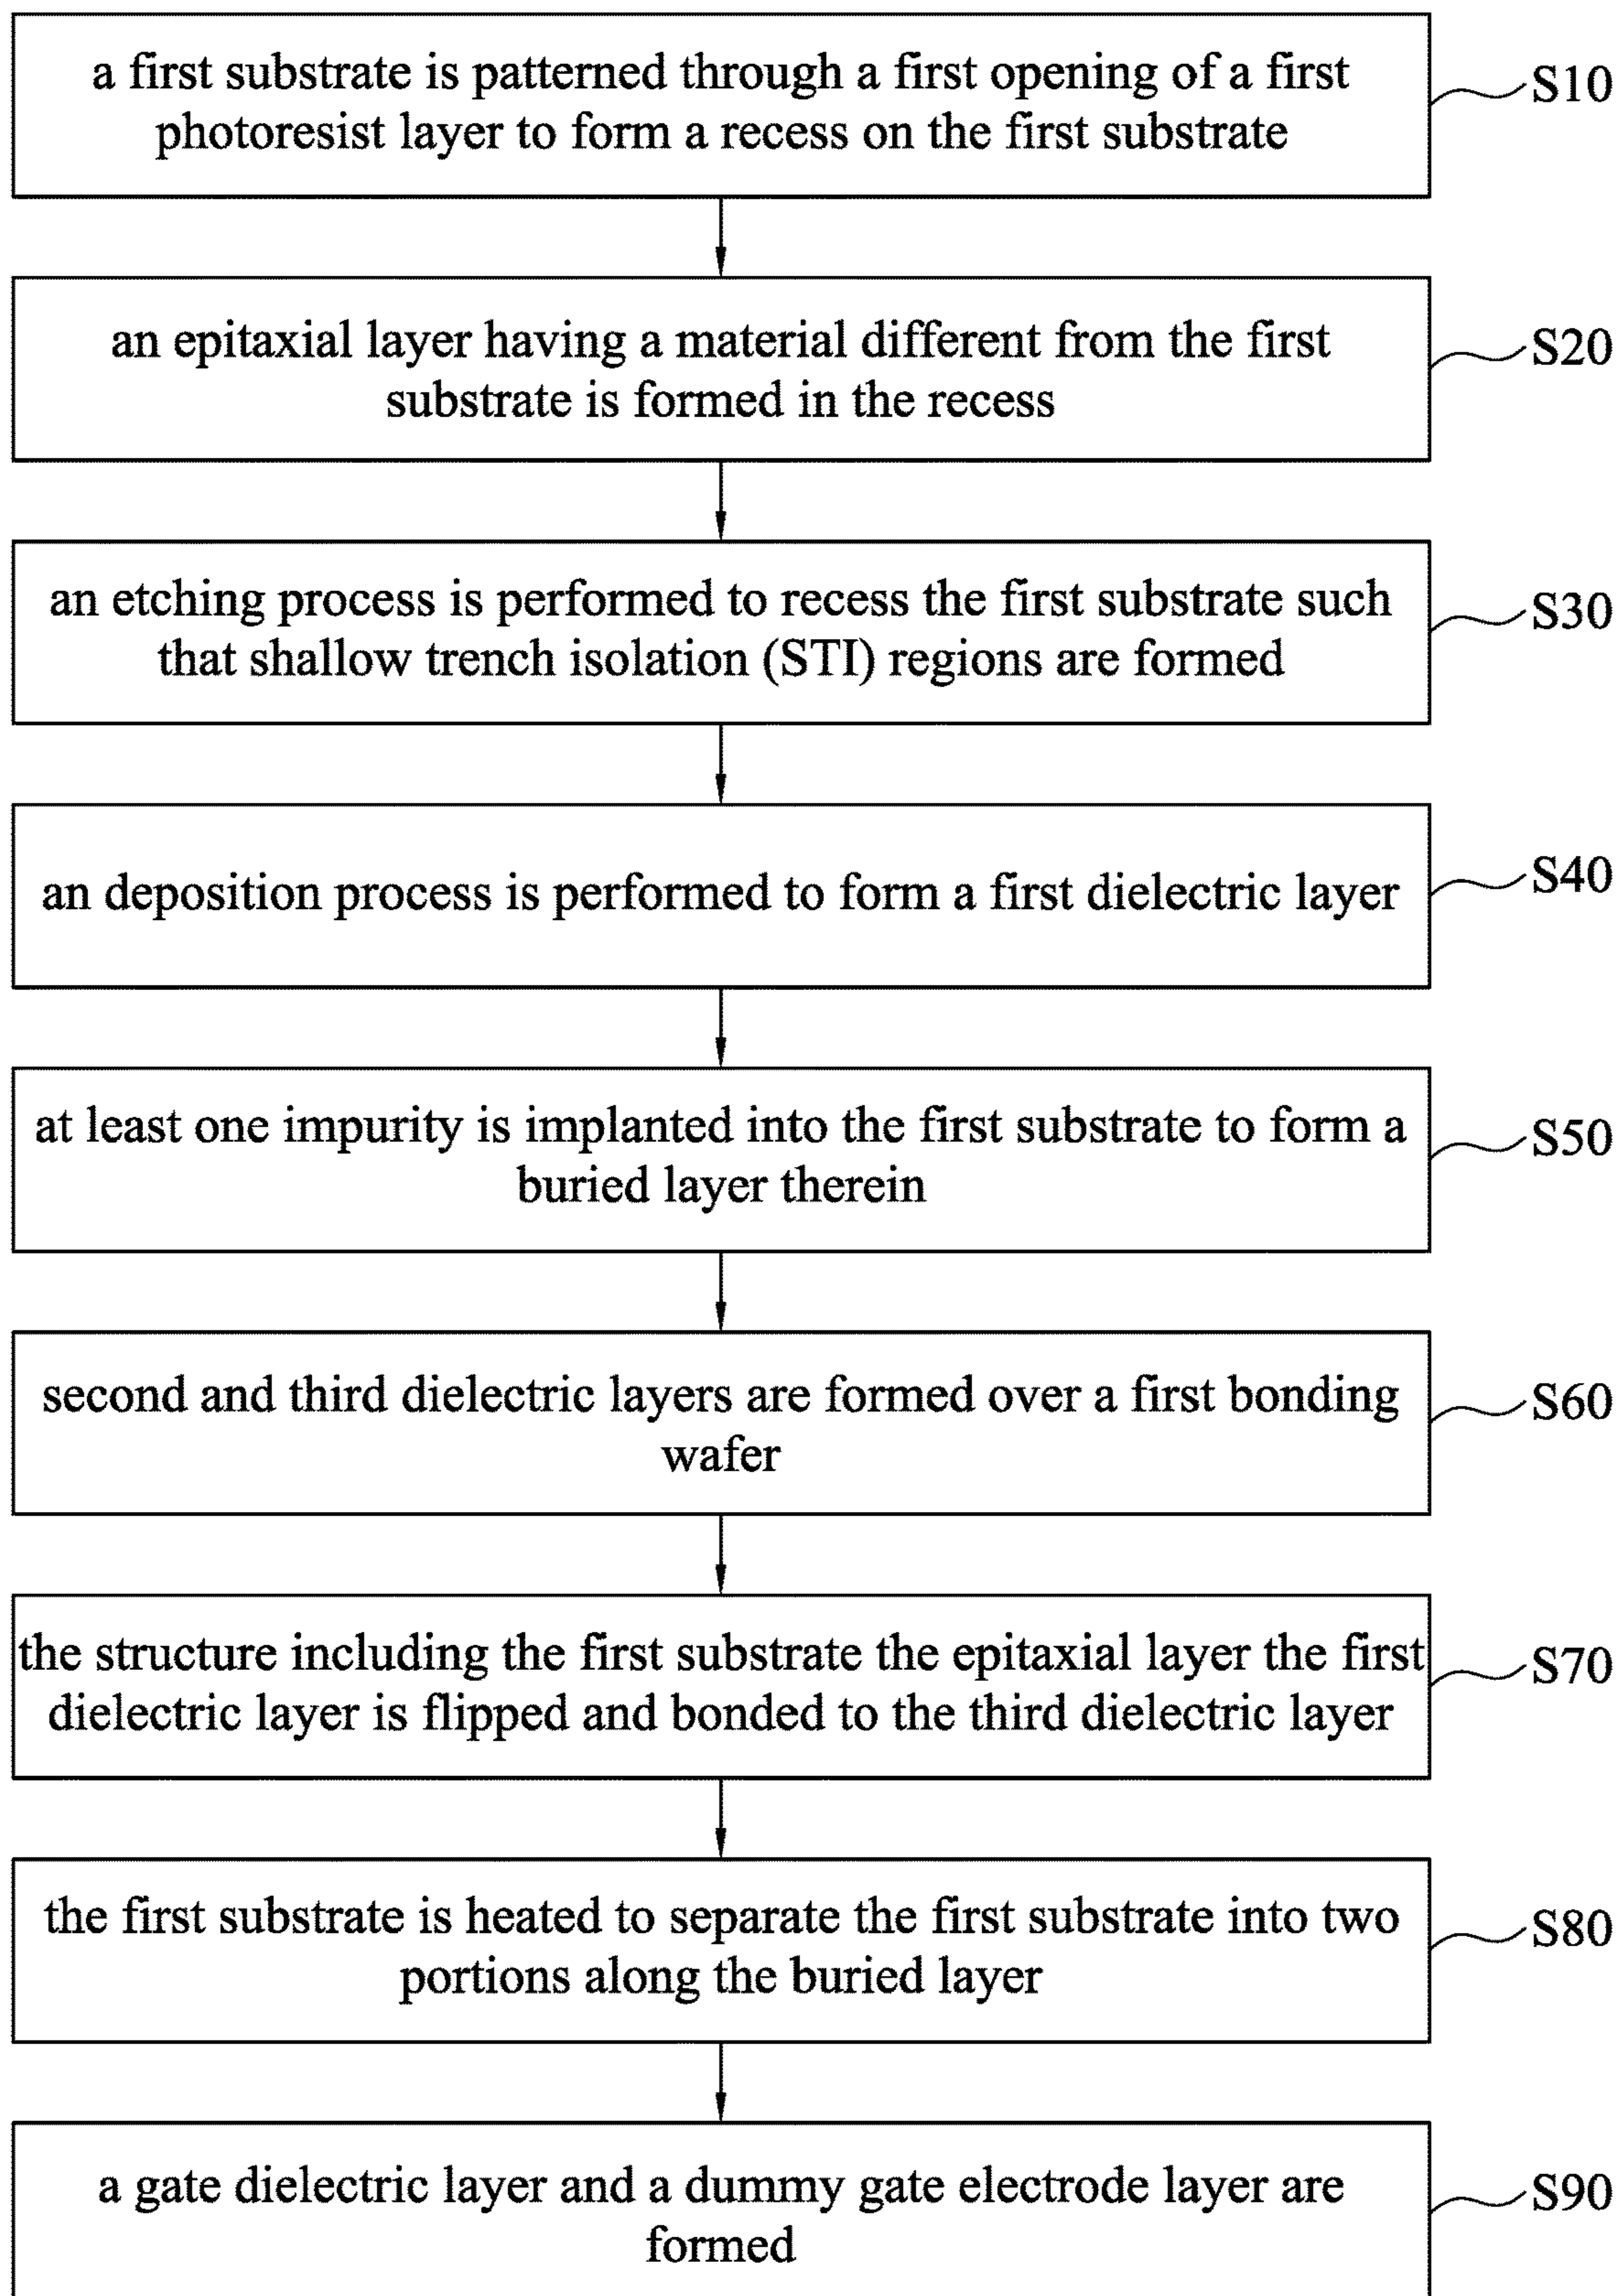 a first substrate is patterned through a first opening of a first
photoresist layer to form a recess on the first substrate
S10
an epitaxial layer having a material different from the first
substrate is formed in the recess
S20
an etching process is performed to recess the first substrate such
that shallow trench isolation (STI) regions are formed
S30
an deposition process is performed to form a first dielectric layer
S40
at least one impurity is implanted into the first substrate to form a
buried layer therein
S50
second and third dielectric layers are formed over a first bonding
wafer
S60
the structure including the first substrate the epitaxial layer the first
dielectric layer is flipped and bonded to the third dielectric layer
S70
the first substrate is heated to separate the first substrate into two
portions along the buried layer
S80
a gate dielectric layer and a dummy gate electrode layer are
formed
S90